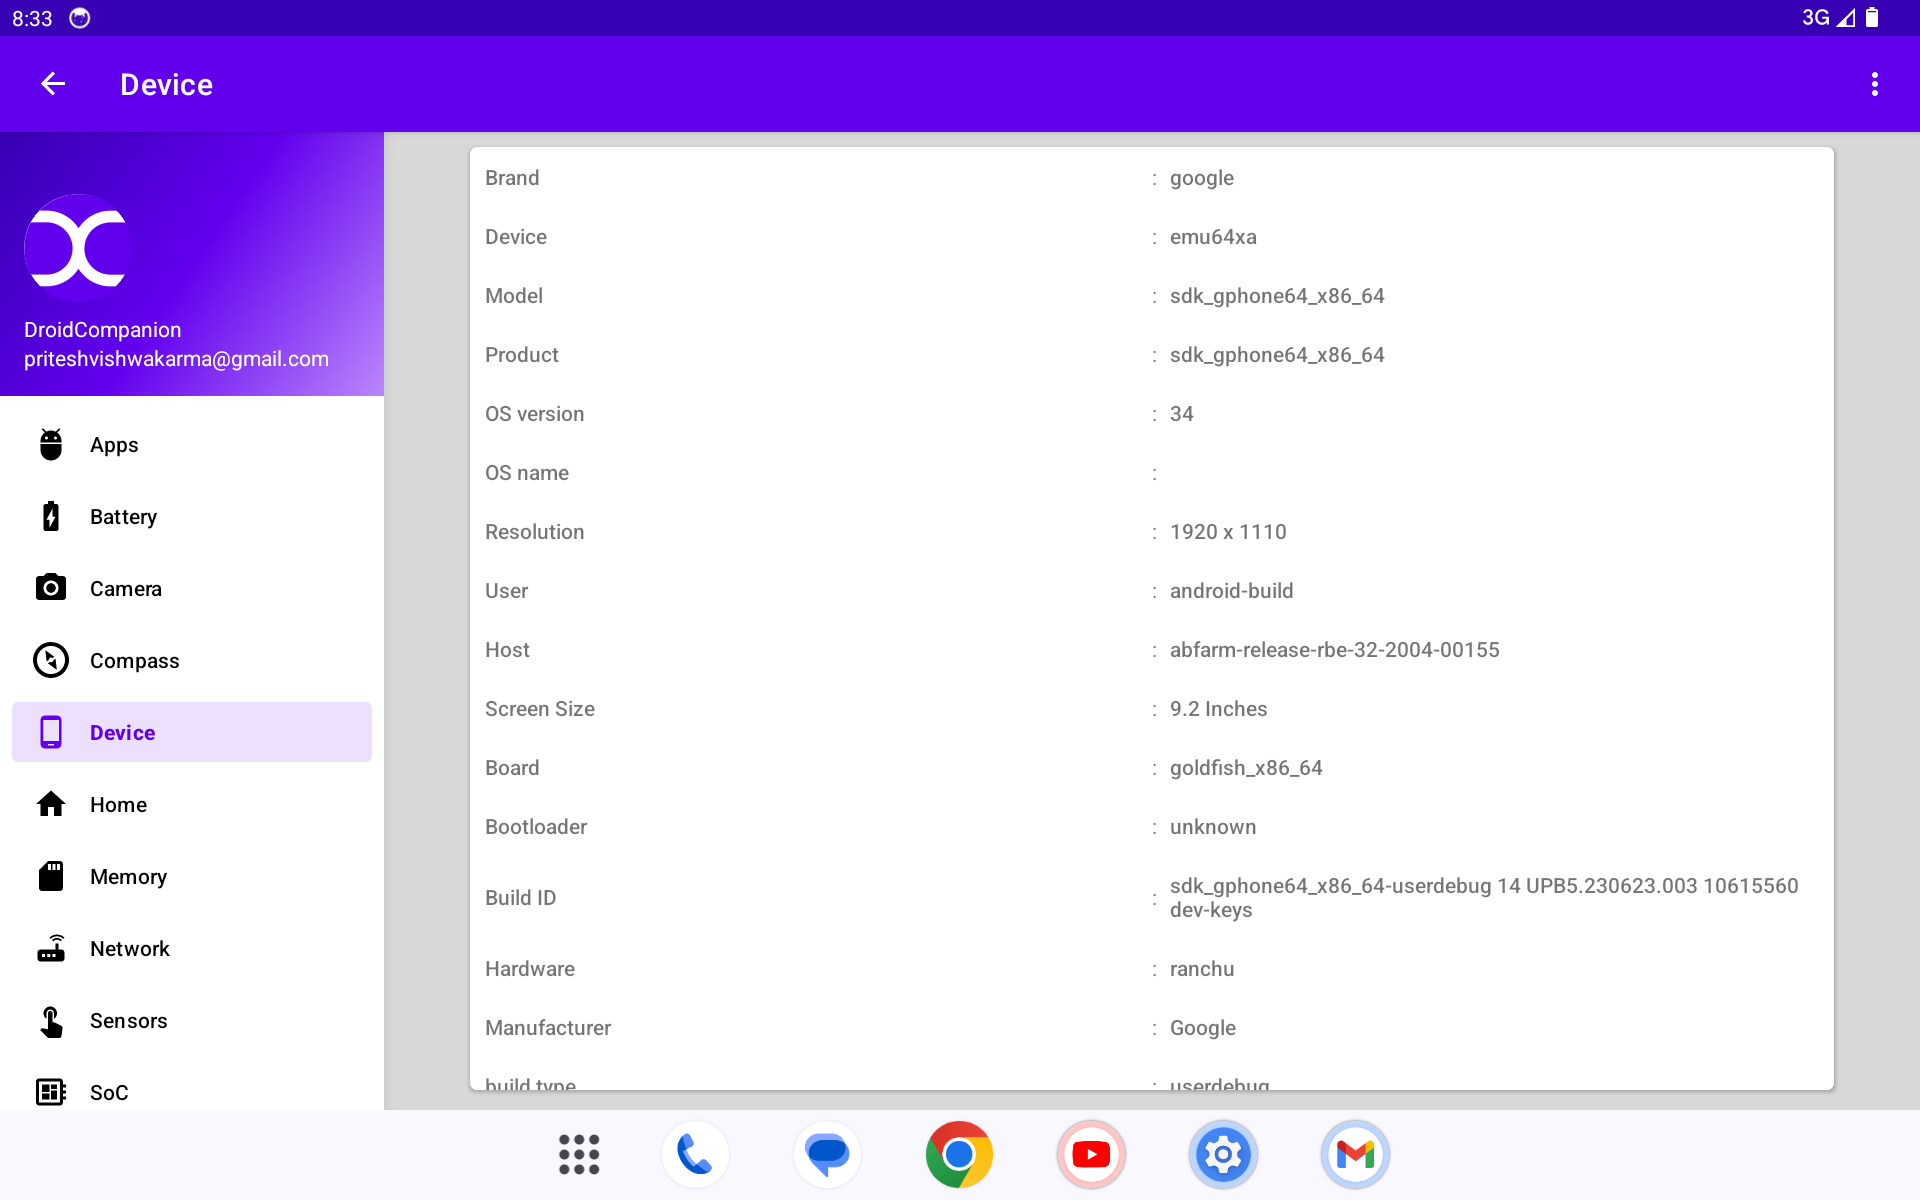 8:33
3G
Device
DroidCompanion
priteshvishwakarma@gmail.com
Apps
Battery
Camera
Compass
Device
Home
Memory
Network
Sensors
SoC
Brand : google
Device : emu64xa
Model : sdk_gphone64_x86_64
Product : sdk_gphone64_x86_64
OS version : 34
OS name :
Resolution : 1920 x 1110
User : android-build
Host : abfarm-release-rbe-32-2004-00155
Screen Size : 9.2 Inches
Board : goldfish_x86_64
Bootloader : unknown
Build ID : sdk_gphone64_x86_64-userdebug 14 UPB5.230623.003 10615560
dev-keys
Hardware : ranchu
Manufacturer : Google
build type : userdebug